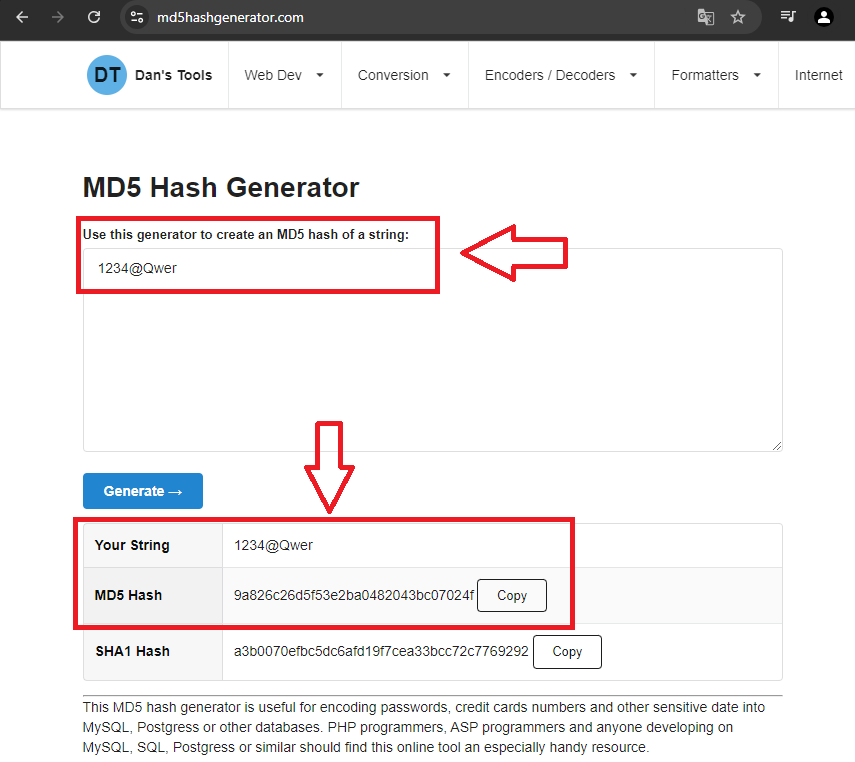 md5hashgenerator.com
DT Dan's Tools Web Dev Conversion Encoders / Decoders Formatters Internet
MD5 Hash Generator
Use this generator to create an MD5 hash of a string:
1234@Qwer
Generate →
Your String 1234@Qwer
MD5 Hash 9a826c26d5f53e2ba0482043bc07024f Copy
SHA1 Hash a3b0070efbc5dc6afd19f7cea33bcc72c7769292 Copy
This MD5 hash generator is useful for encoding passwords, credit cards numbers and other sensitive date into
MySQL, Postgress or other databases. PHP programmers, ASP programmers and anyone developing on
MySQL, SQL, Postgress or similar should find this online tool an especially handy resource.